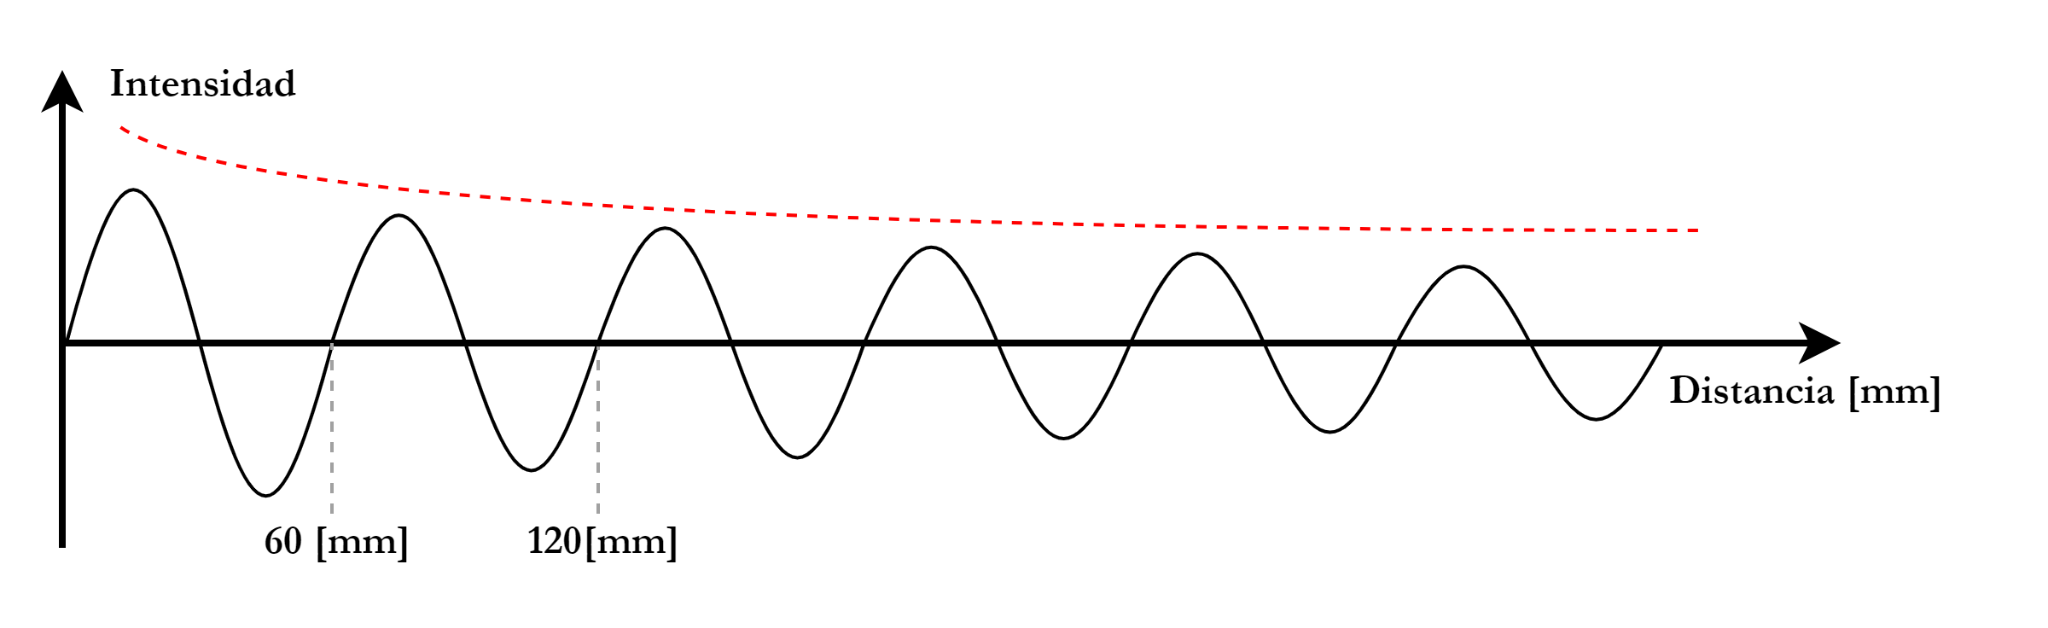 Intensidad
Distancia [mm]
60 [mm]
120[mm]